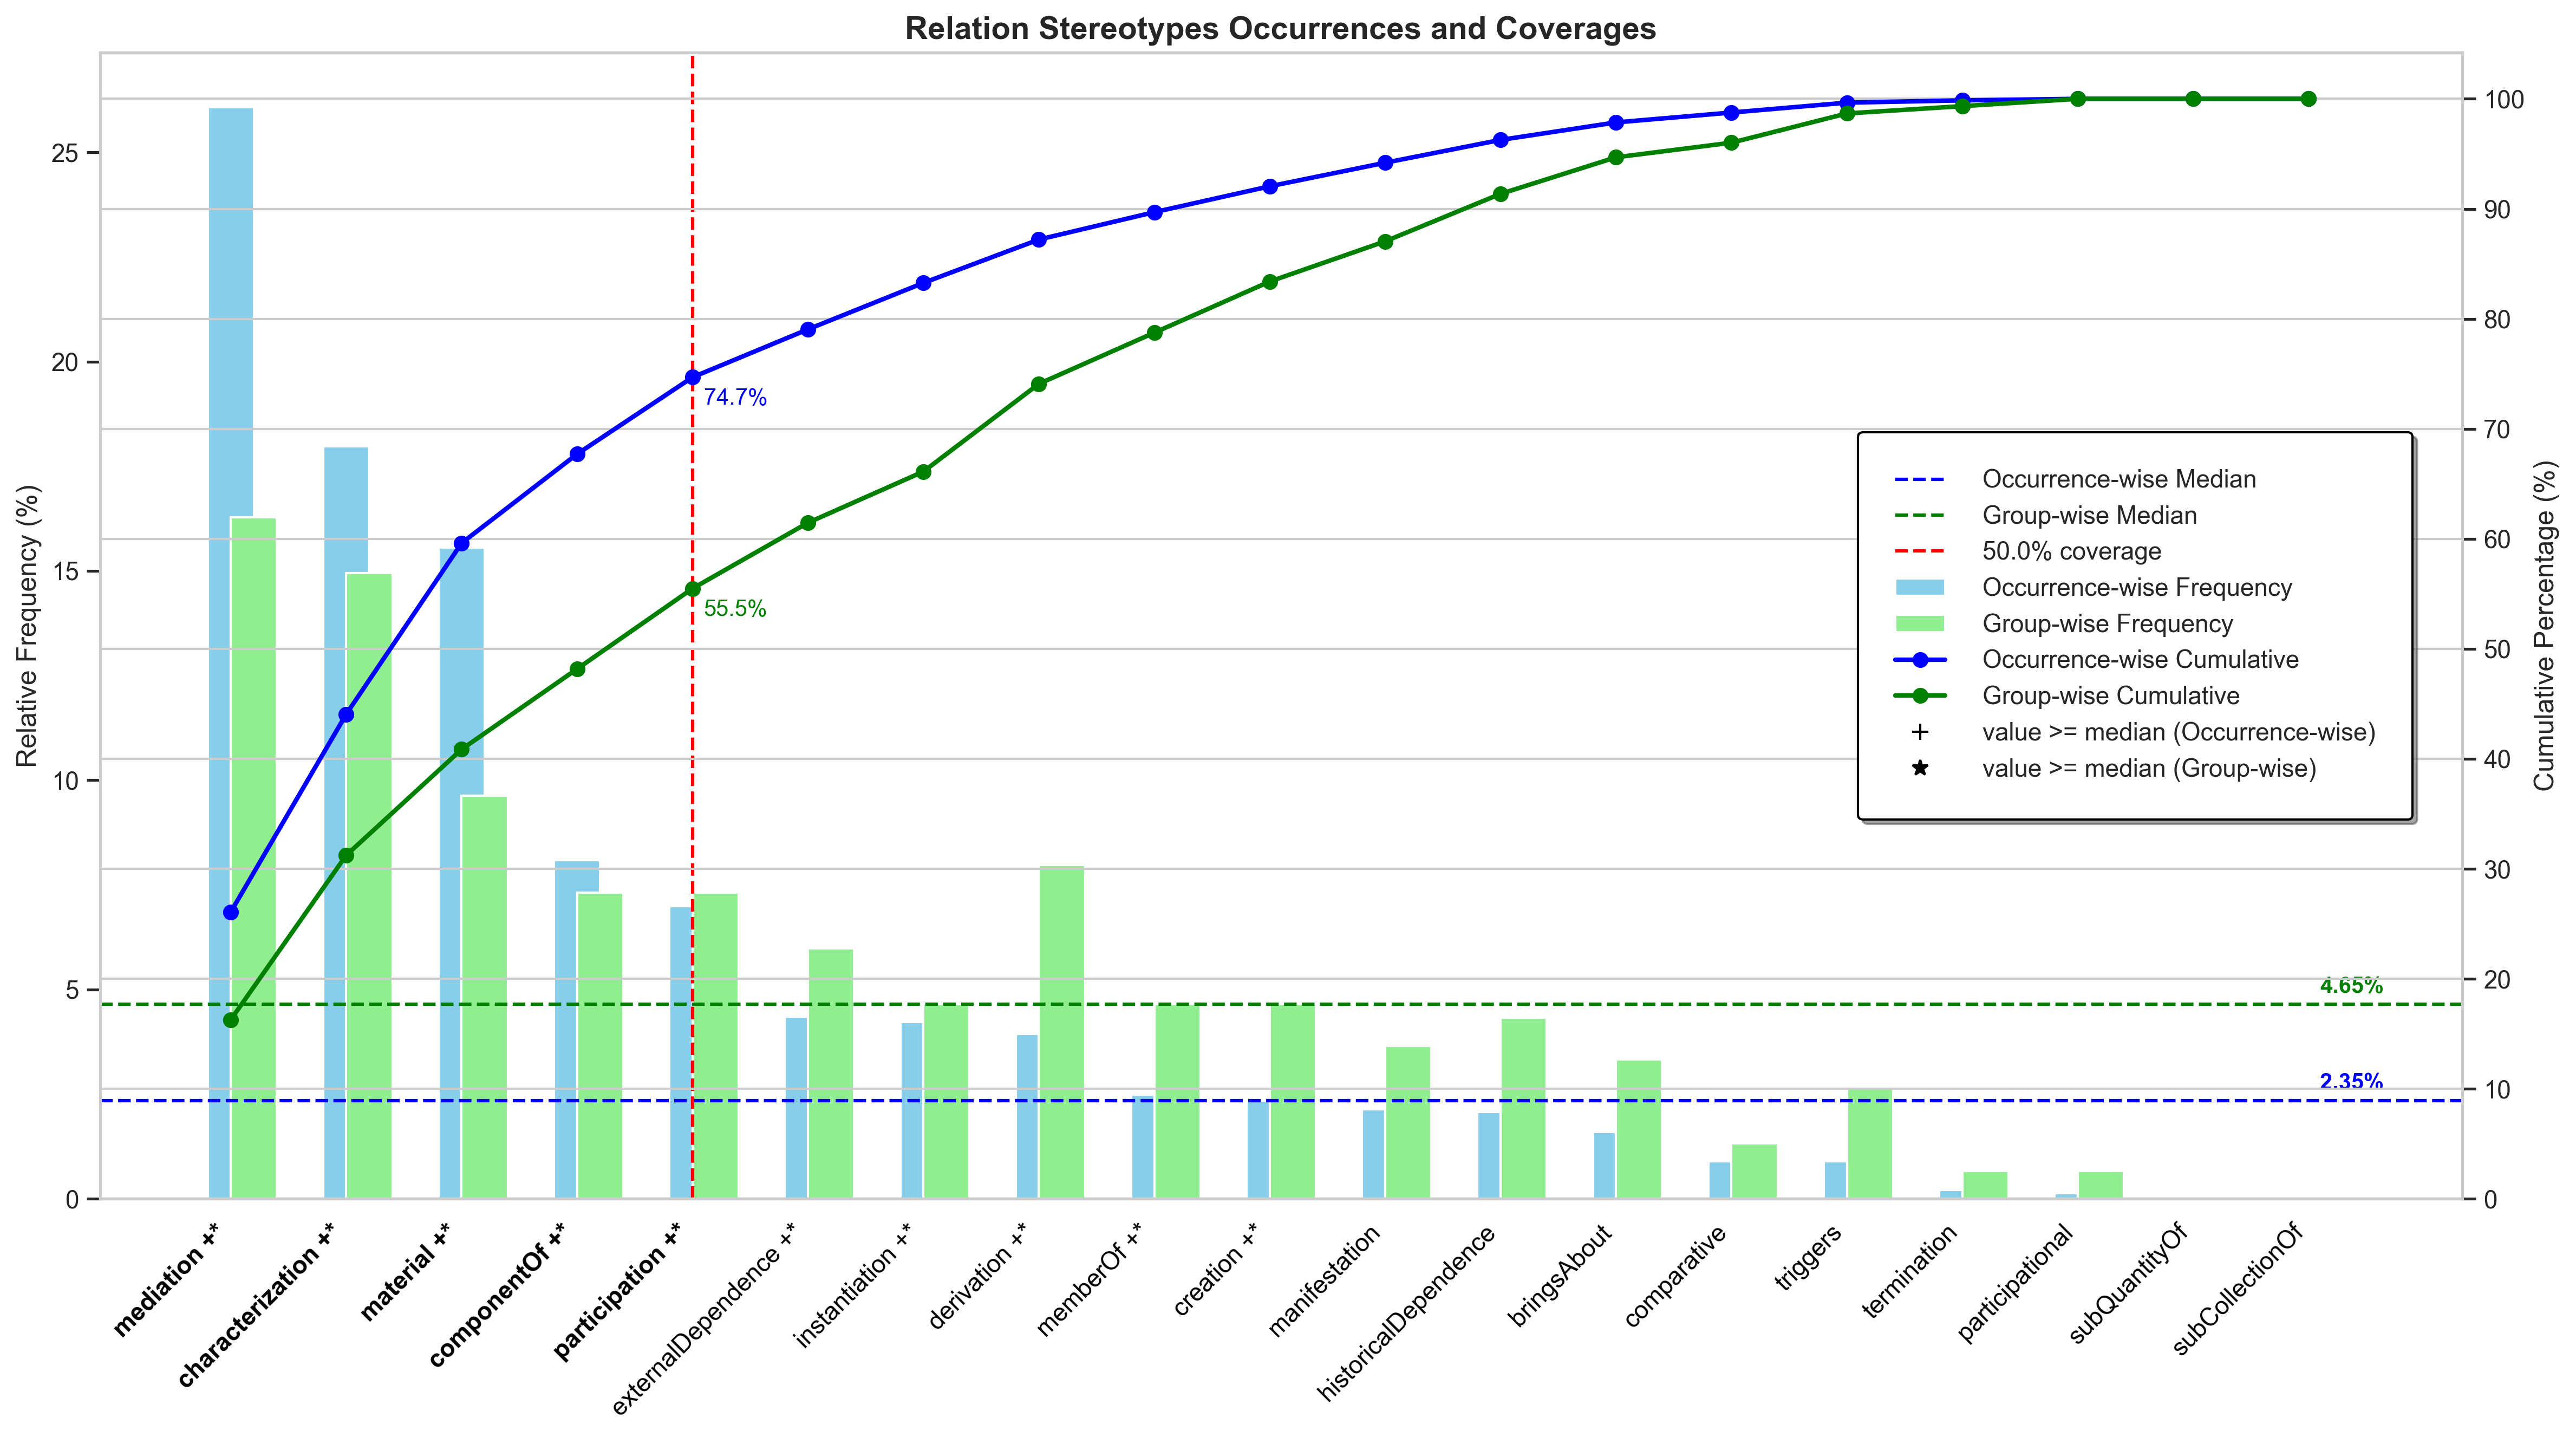 Relation Stereotypes Occurrences and Coverages
Relative Frequency (%)
25
20
15
10
5
0
100
90
80
70
60
50
40
30
20
10
0
Cumulative Percentage (%)
74.7%
55.5%
4.65%
2.35%
Occurrence-wise Median
Group-wise Median
50.0% coverage
Occurrence-wise Frequency
Group-wise Frequency
Occurrence-wise Cumulative
Group-wise Cumulative
+ value >= median (Occurrence-wise)
★ value >= median (Group-wise)
mediation +*
characterization +*
material +*
componentOf +*
participation +*
externalDependence +*
instantiation +*
derivation +*
memberOf +*
creation +*
manifestation
historicalDependence
bringsAbout
comparative
triggers
termination
participational
subQuantityOf
subCollectionOf